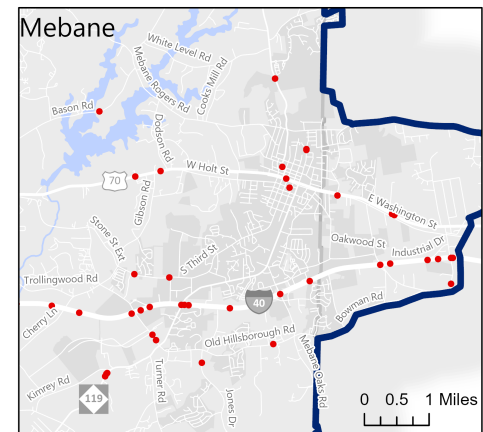 Mebane
White Level Rd
Mebane Rogers Rd
Cooks Mill Rd
Bason Rd
Dodson Rd
W Holt St
70
Gibson Rd
E Washington St
Stone St Ext
S Third St
Oakwood St
Industrial Dr
Trollingwood Rd
40
Bowman Rd
Cherry Ln
Old Hillsborough Rd
Mebane Oaks Rd
Turner Rd
Kimrey Rd
119
Jones Dr
0 0.5 1 Miles